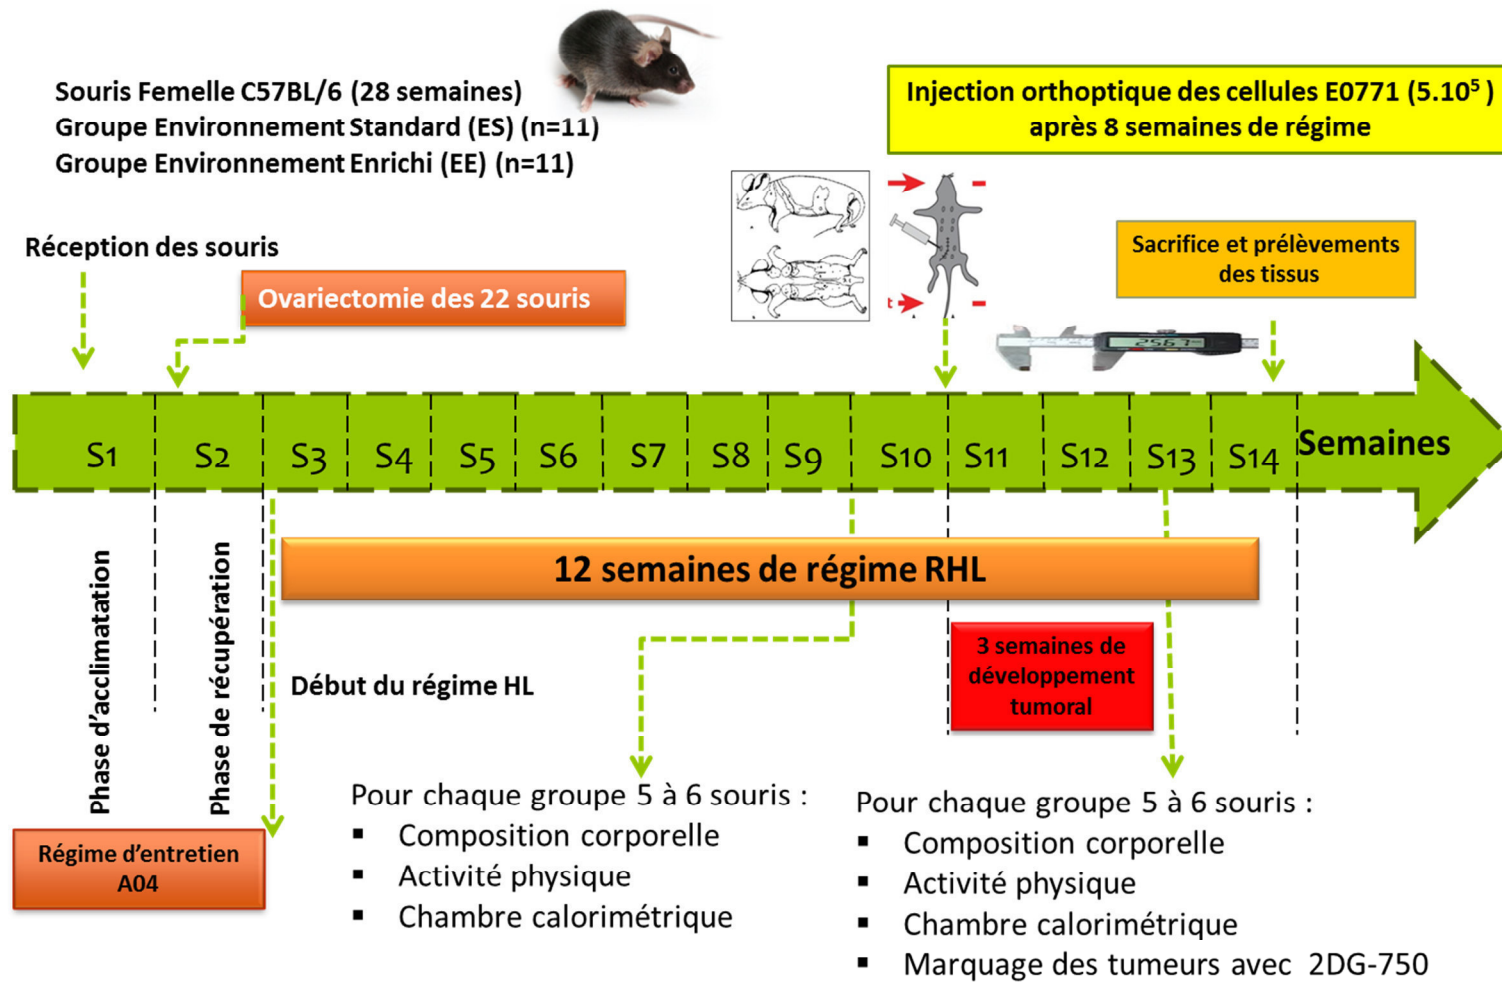 Souris Femelle C57BL/6 (28 semaines)
Groupe Environnement Standard (ES) (n=11)
Groupe Environnement Enrichi (EE) (n=11)
Injection orthoptique des cellules E0771 (5.10⁵ )
après 8 semaines de régime
Réception des souris
Ovariectomie des 22 souris
Sacrifice et prélèvements
des tissus
t
2567
S1 S2 S3 S4 S5 S6 S7 S8 S9 S10 S11 S12 S13 S14 Semaines
12 semaines de régime RHL
Phase d'acclimatation
Phase de récupération
Début du régime HL
3 semaines de
développement
tumoral
Régime d'entretien
A04
Pour chaque groupe 5 à 6 souris :
▪ Composition corporelle
▪ Activité physique
▪ Chambre calorimétrique
Pour chaque groupe 5 à 6 souris :
▪ Composition corporelle
▪ Activité physique
▪ Chambre calorimétrique
▪ Marquage des tumeurs avec 2DG-750